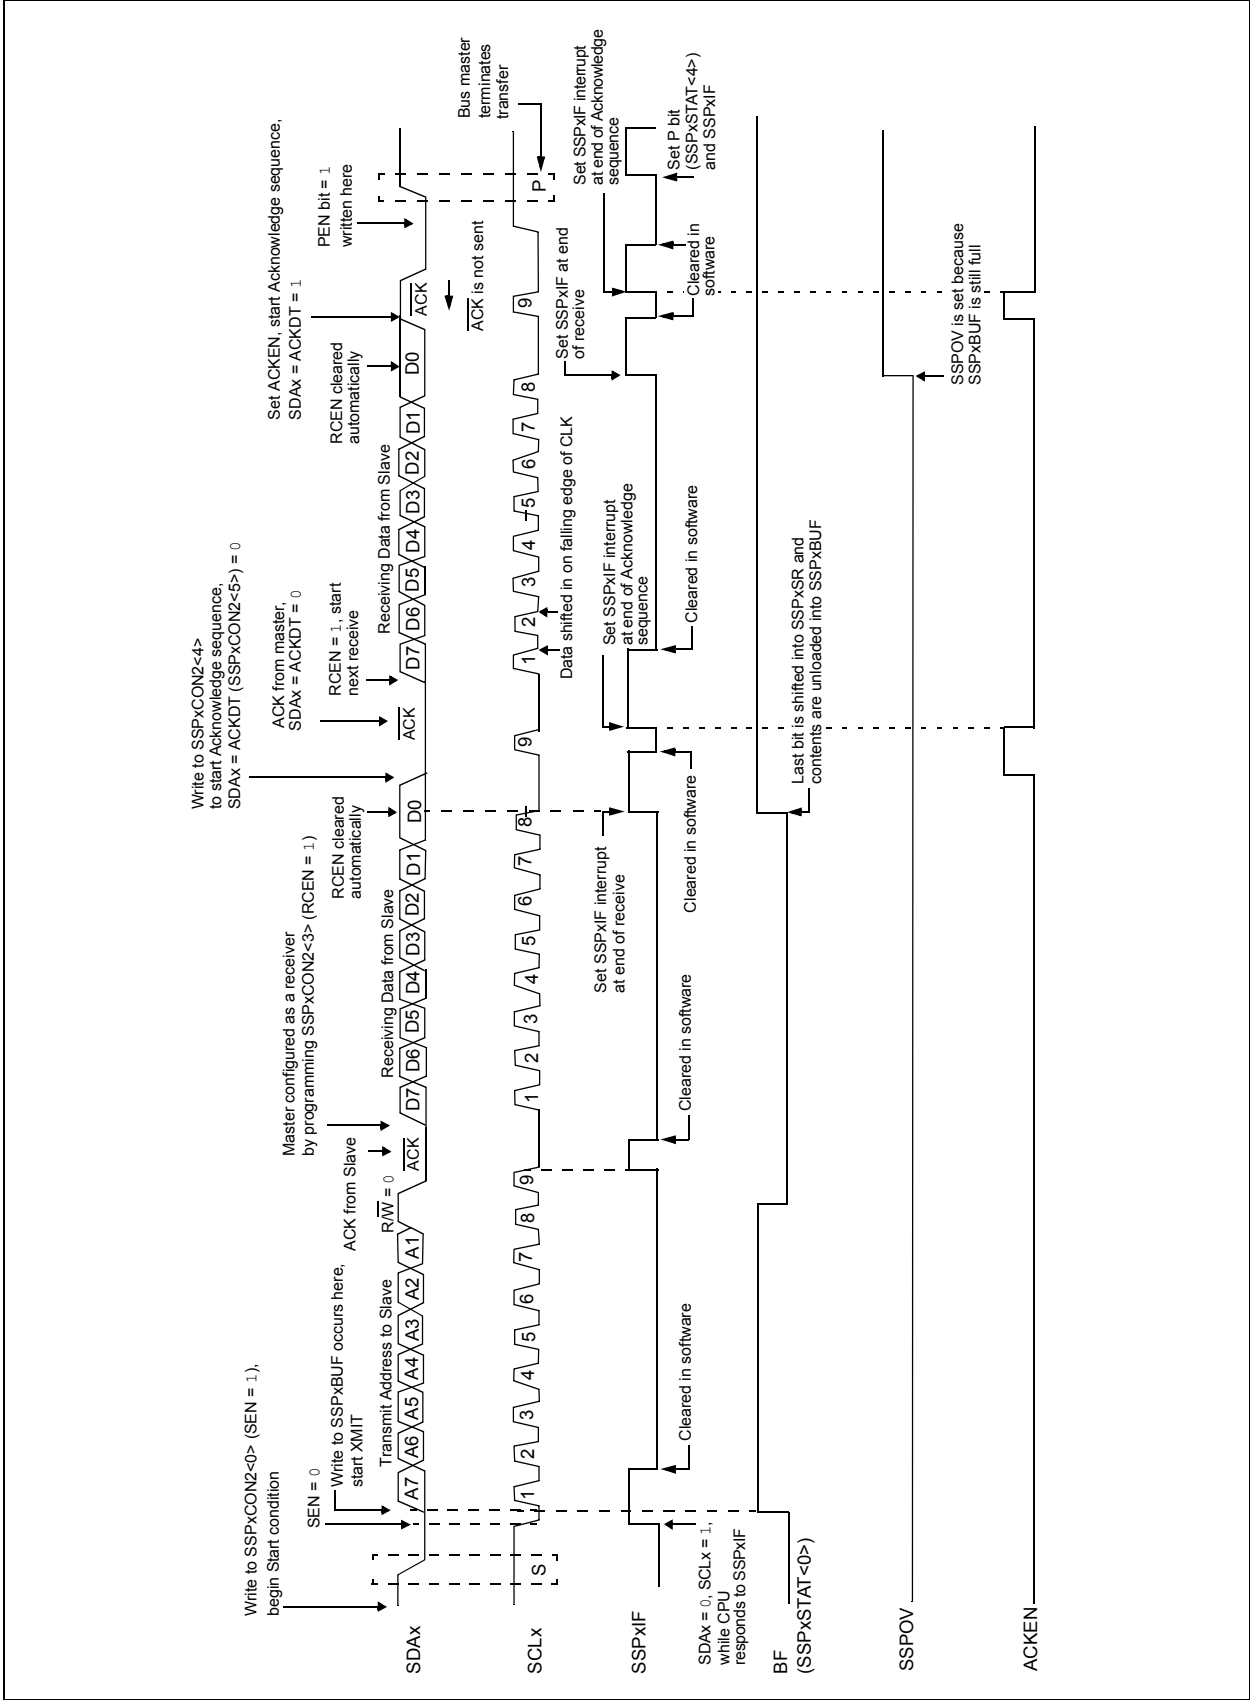 Write to SSPxCON2<0> (SEN = 1),
begin Start condition
SEN = 0
Write to SSPxBUF occurs here,
start XMIT
Transmit Address to Slave
R/W = 0
ACK from Slave
Master configured as a receiver
by programming SSPxCON2<3> (RCEN = 1)
Receiving Data from Slave
RCEN cleared
automatically
Write to SSPxCON2<4>
to start Acknowledge sequence,
SDAx = ACKDT (SSPxCON2<5>) = 0
ACK from master,
SDAx = ACKDT = 0
RCEN = 1, start
next receive
Receiving Data from Slave
RCEN cleared
automatically
Set ACKEN, start Acknowledge sequence,
SDAx = ACKDT = 1
PEN bit = 1
written here
SDAx
A7 A6 A5 A4 A3 A2 A1
ACK
D7 D6 D5 D4 D3 D2 D1 D0
ACK
D7 D6 D5 D4 D3 D2 D1 D0
ACK
ACK is not sent
Bus master
terminates
transfer
SCLx
S
1 2 3 4 5 6 7 8 9
1 2 3 4 5 6 7 8 9
1 2 3 4 5 6 7 8 9
P
Data shifted in on falling edge of CLK
Set SSPxIF interrupt
at end of receive
Set SSPxIF interrupt
at end of Acknowledge
sequence
Set SSPxIF at end
of receive
Set SSPxIF interrupt
at end of Acknowledge
sequence
SSPxIF
SDAx = 0, SCLx = 1,
while CPU
responds to SSPxIF
Cleared in software
Cleared in software
Cleared in software
Cleared in software
Cleared in
software
Set P bit
(SSPxSTAT<4>)
and SSPxIF
BF
(SSPxSTAT<0>)
Last bit is shifted into SSPxSR and
contents are unloaded into SSPxBUF
SSPOV
SSPOV is set because
SSPxBUF is still full
ACKEN